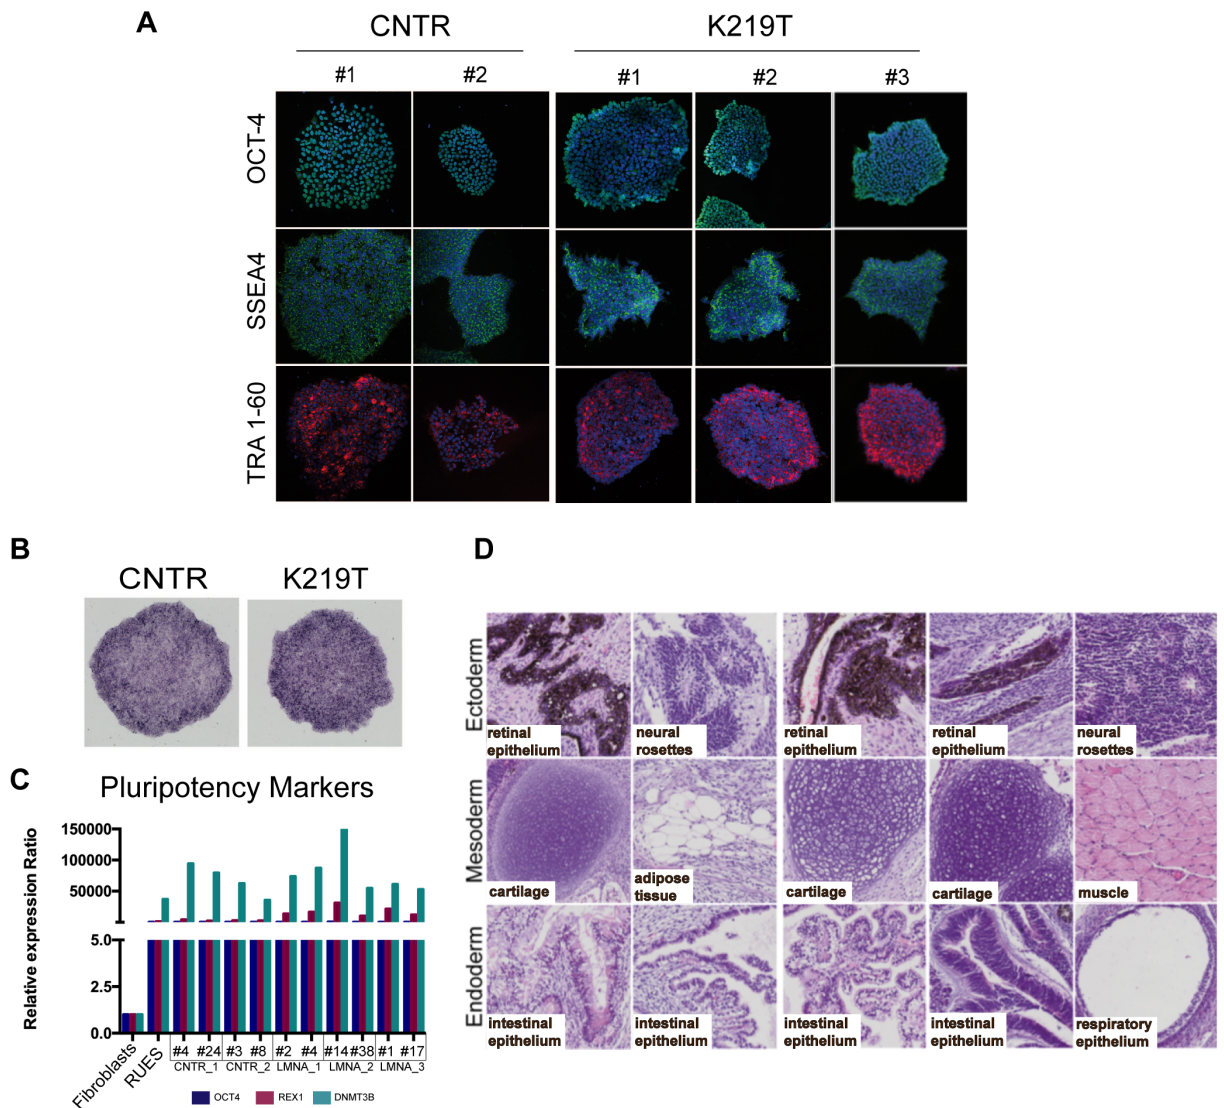 A
CNTR
K219T
#1
#2
#1
#2
#3
OCT-4
SSEA4
TRA 1-60
B
CNTR
K219T
C
Pluripotency Markers
Relative expression Ratio
150000
100000
50000
5.0
2.5
0.0
Fibroblasts
RUES
#4 #24 #3 #8 #2 #4 #14 #38 #1 #17
CNTR_1 CNTR_2 LMNA_1 LMNA_2 LMNA_3
OCT4 REX1 DNMT3B
D
Ectoderm
retinal
epithelium
neural
rosettes
retinal
epithelium
retinal
epithelium
neural
rosettes
Mesoderm
cartilage
adipose
tissue
cartilage
cartilage
muscle
Endoderm
intestinal
epithelium
intestinal
epithelium
intestinal
epithelium
intestinal
epithelium
respiratory
epithelium